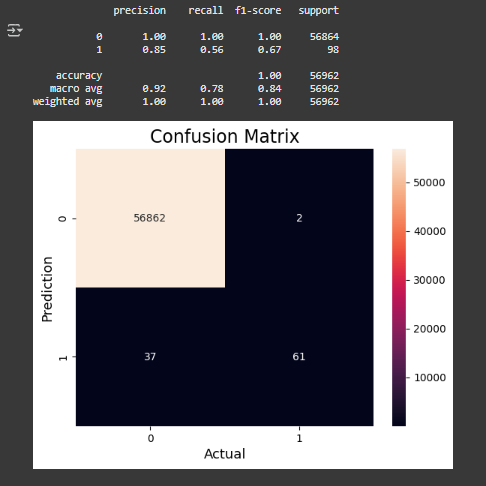 precision recall f1-score support
0 1.00 1.00 1.00 56864
1 0.85 0.56 0.67 98
accuracy 1.00 56962
macro avg 0.92 0.78 0.84 56962
weighted avg 1.00 1.00 1.00 56962
Confusion Matrix
50000
0 56862 2
40000
Prediction
30000
20000
1 37 61
10000
0 1
Actual